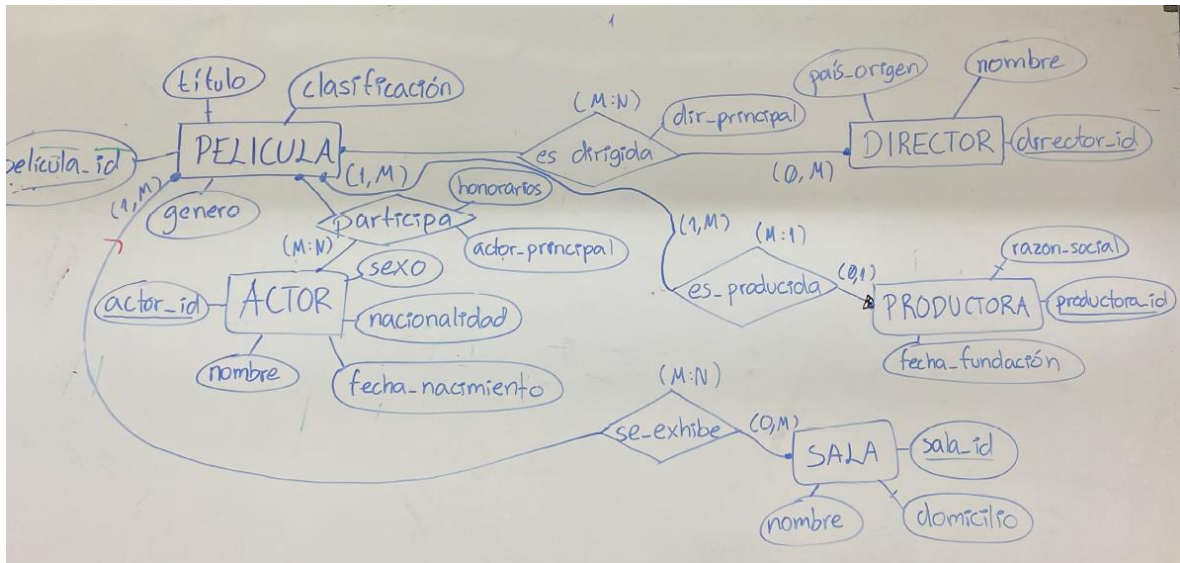 1
título
clasificación
PELICULA
pelicula_id
genero
(1,M)
(1,M)
(M:N)
es dirigida
dir_principal
(0,M)
país_origen
nombre
DIRECTOR
director_id
participa
honorarios
actor_principal
(M:N)
ACTOR
sexo
actor_id
nacionalidad
nombre
fecha_nacimiento
(1,M)
(M:1)
es_producida
(0,1)
razon_social
PRODUCTORA
productora_id
fecha_fundación
(M:N)
se_exhibe
(0,M)
SALA
sala_id
nombre
domicilio